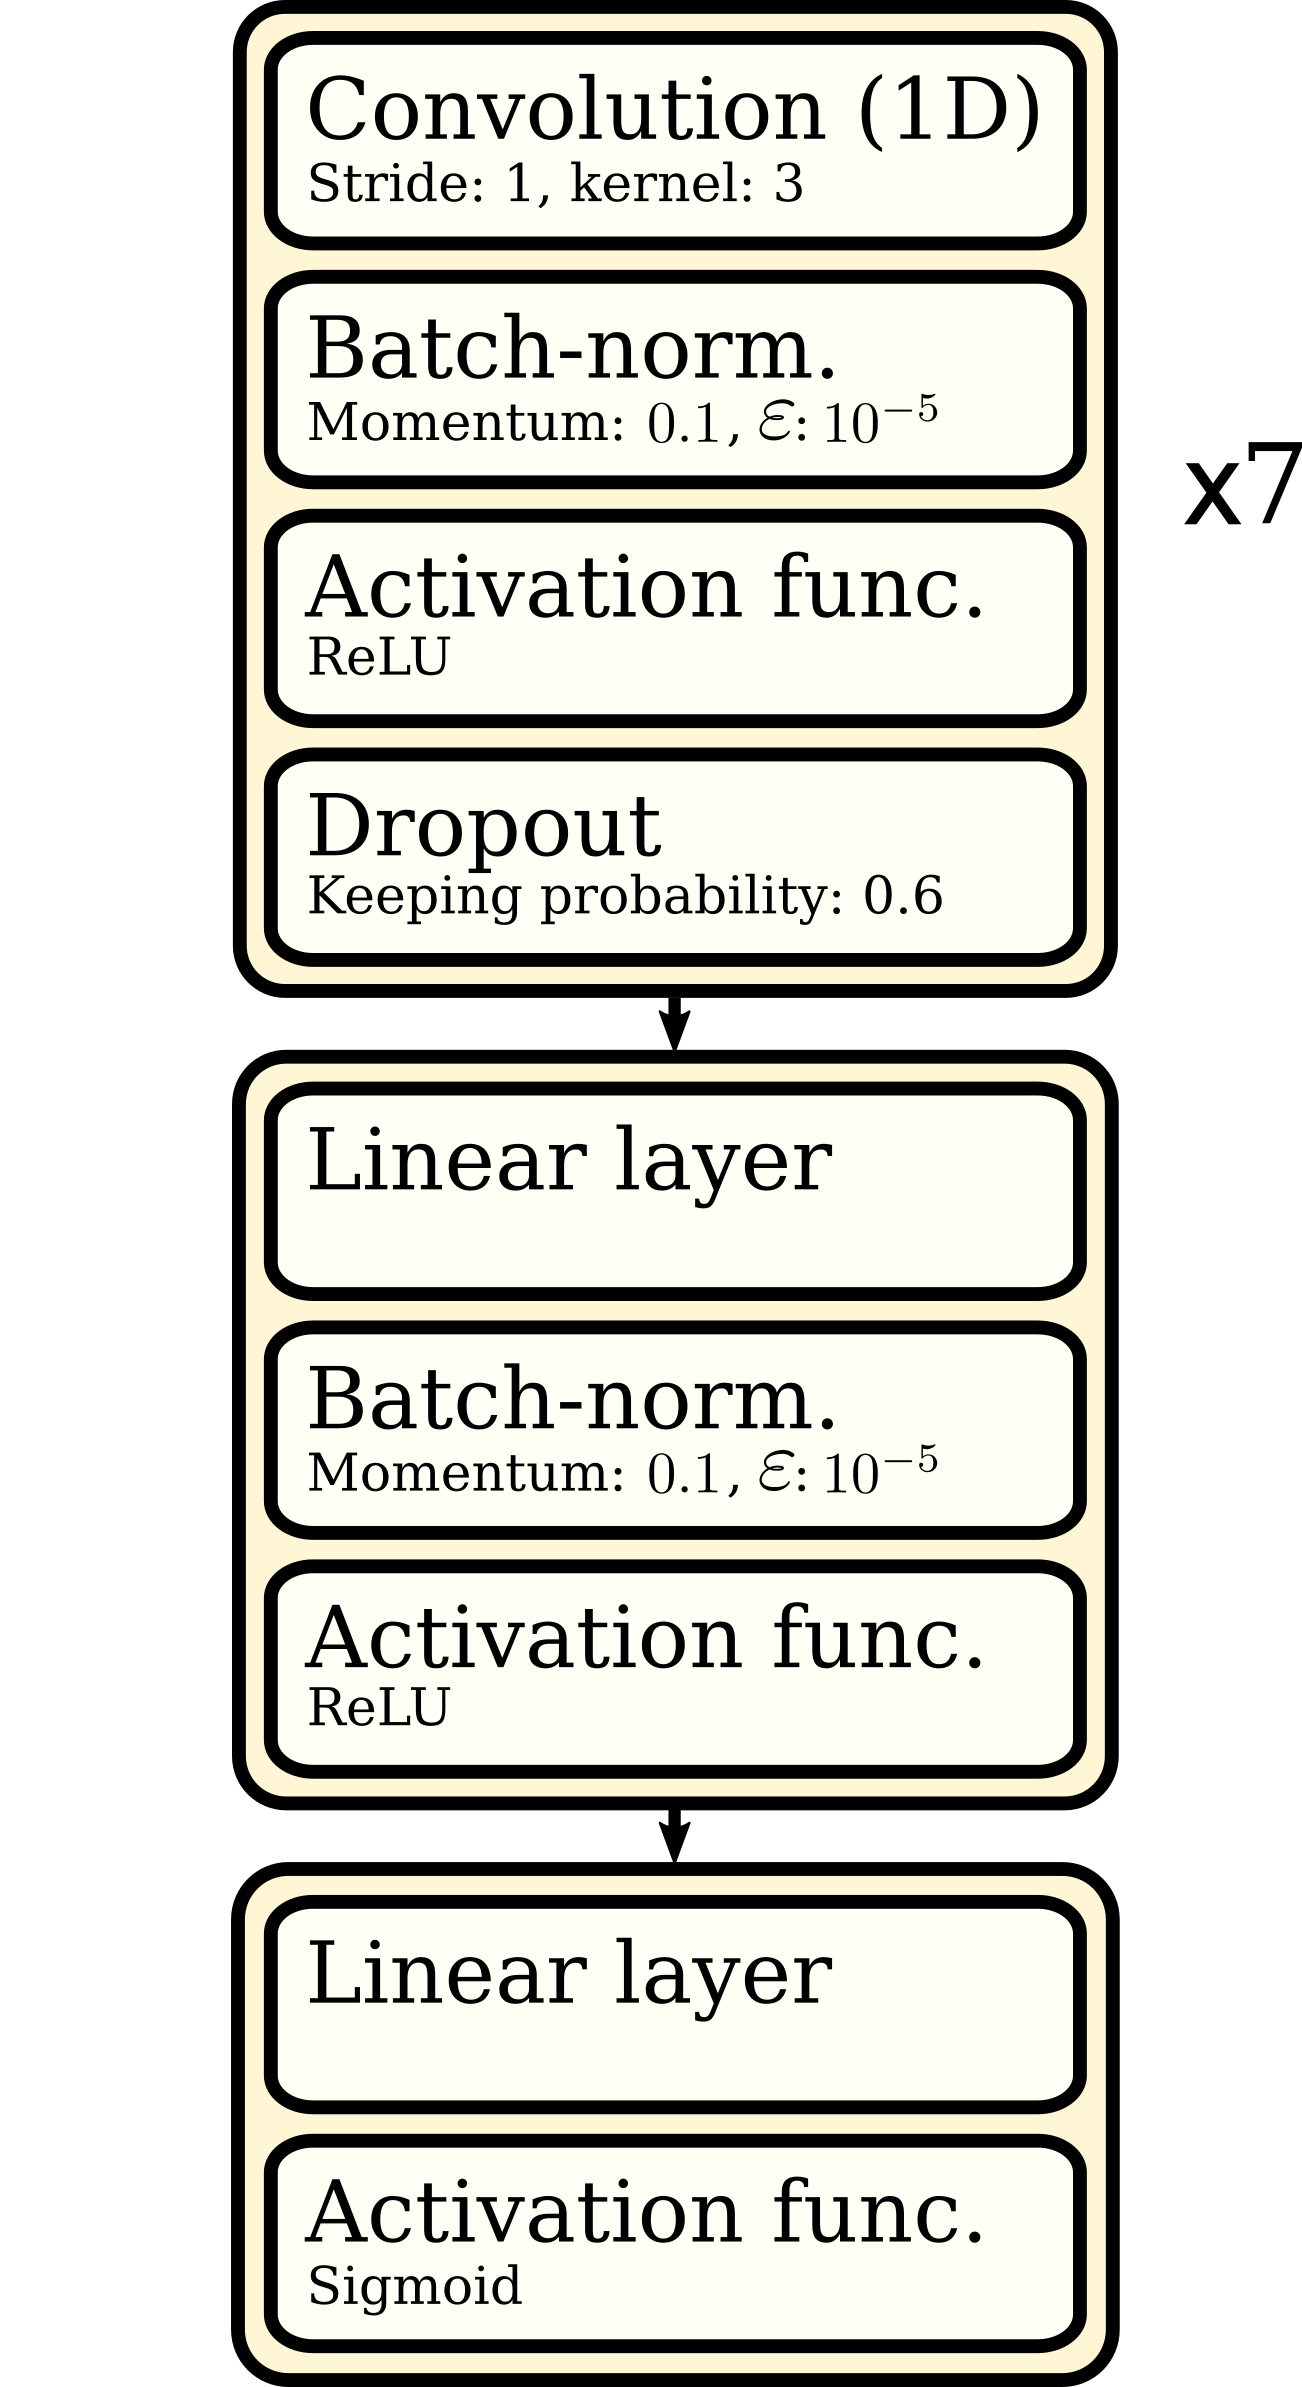 Convolution (1D)
Stride: 1, kernel: 3
Batch-norm.
Momentum: 0.1, ℰ: 10⁻⁵
x7
Activation func.
ReLU
Dropout
Keeping probability: 0.6
Linear layer
Batch-norm.
Momentum: 0.1, ℰ: 10⁻⁵
Activation func.
ReLU
Linear layer
Activation func.
Sigmoid